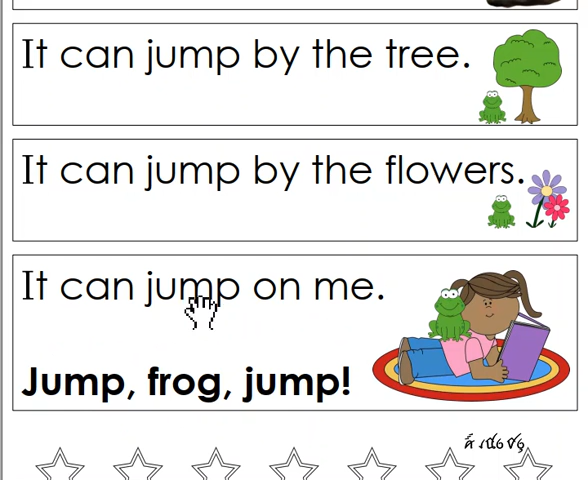 It can jump by the tree.
It can jump by the flowers.
It can jump on me.
Jump, frog, jump!